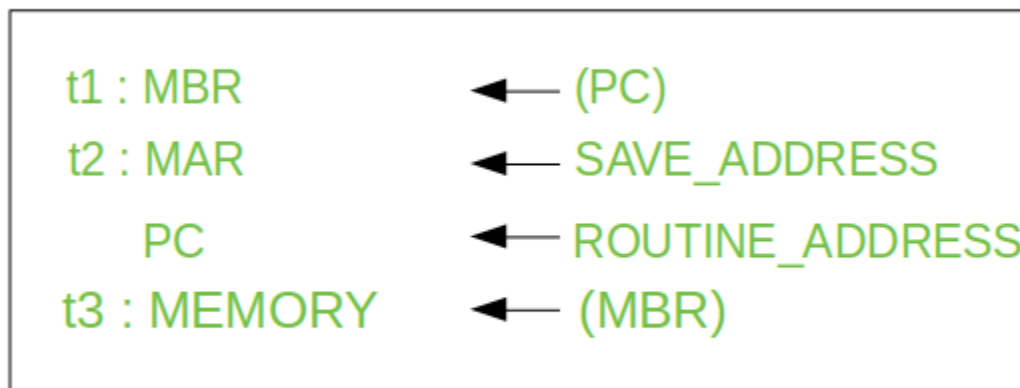 t1 : MBR ← (PC)
t2 : MAR ← SAVE_ADDRESS
PC ← ROUTINE_ADDRESS
t3 : MEMORY ← (MBR)